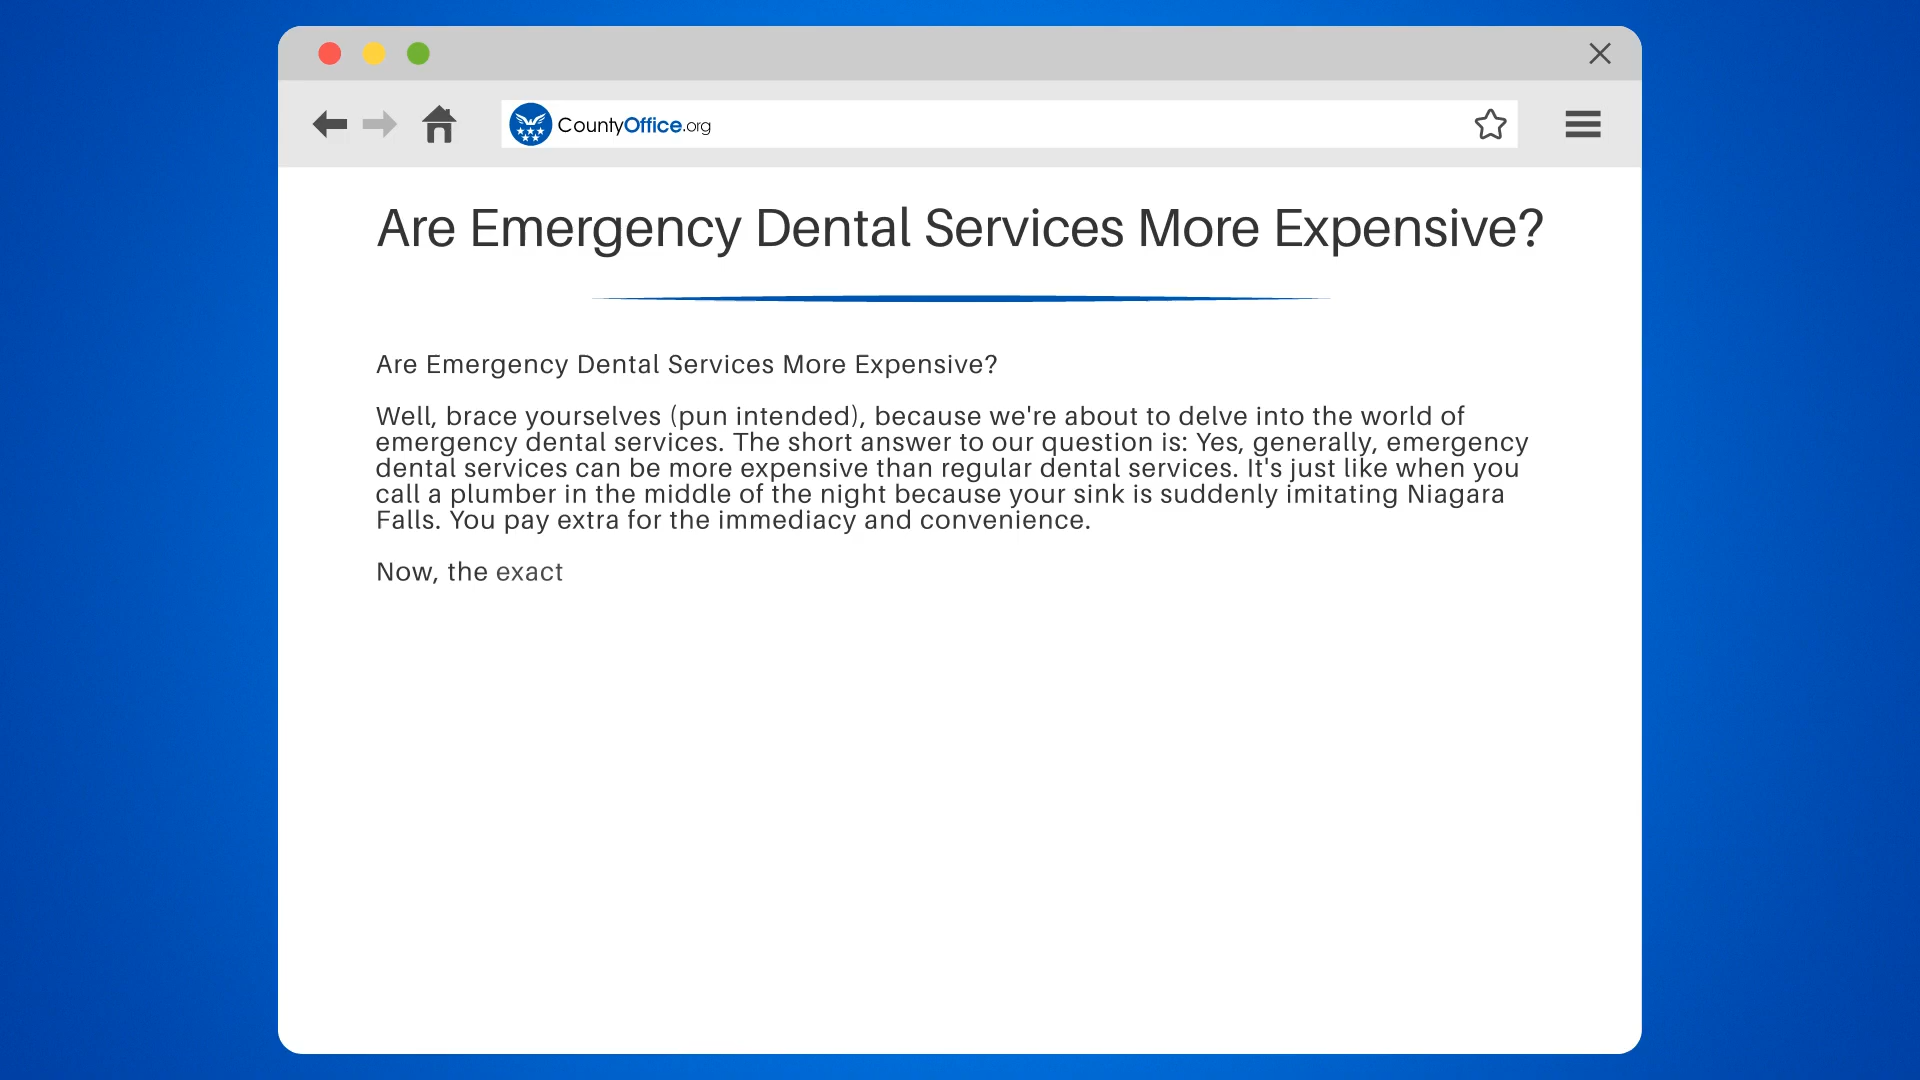 CountyOffice.org
Are Emergency Dental Services More Expensive?
Are Emergency Dental Services More Expensive?
Well, brace yourselves (pun intended), because we're about to delve into the world of
emergency dental services. The short answer to our question is: Yes, generally, emergency
dental services can be more expensive than regular dental services. It's just like when you
call a plumber in the middle of the night because your sink is suddenly imitating Niagara
Falls. You pay extra for the immediacy and convenience.
Now, the exact